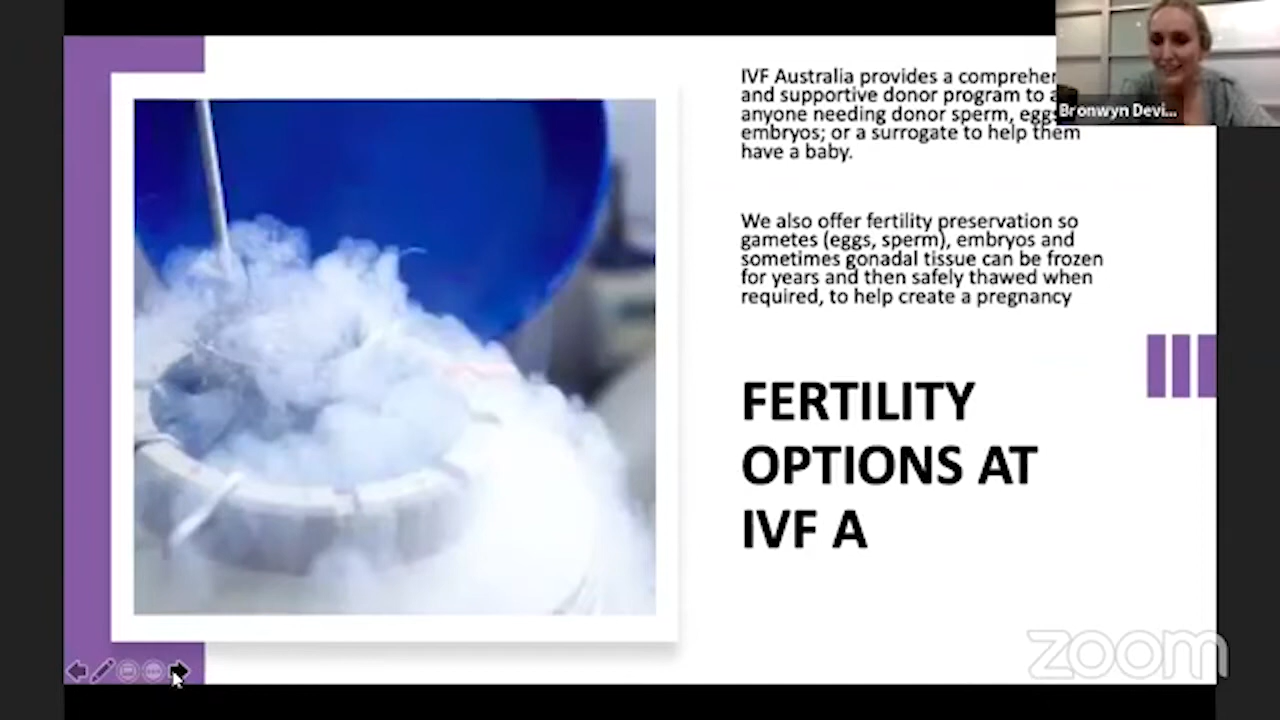 IVF Australia provides a
and supportive donor program to
anyone needing donor sperm, eggs
embryos; or a surrogate to help them
have a baby.
We also offer fertility preservation so
gametes (eggs, sperm), embryos and
sometimes gonadal tissue can be frozen
for years and then safely thawed when
required, to help create a pregnancy
FERTILITY
OPTIONS AT
IVF A
Bronwyn Devi...
zoom